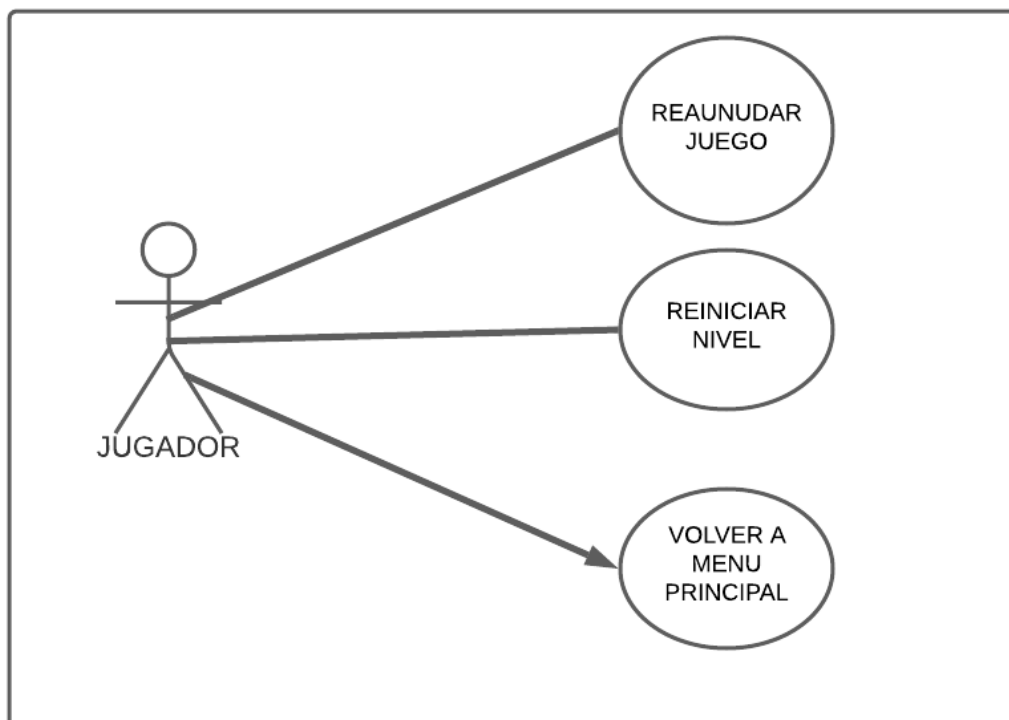 REAUNUDAR
JUEGO
REINICIAR
NIVEL
JUGADOR
VOLVER A
MENU
PRINCIPAL